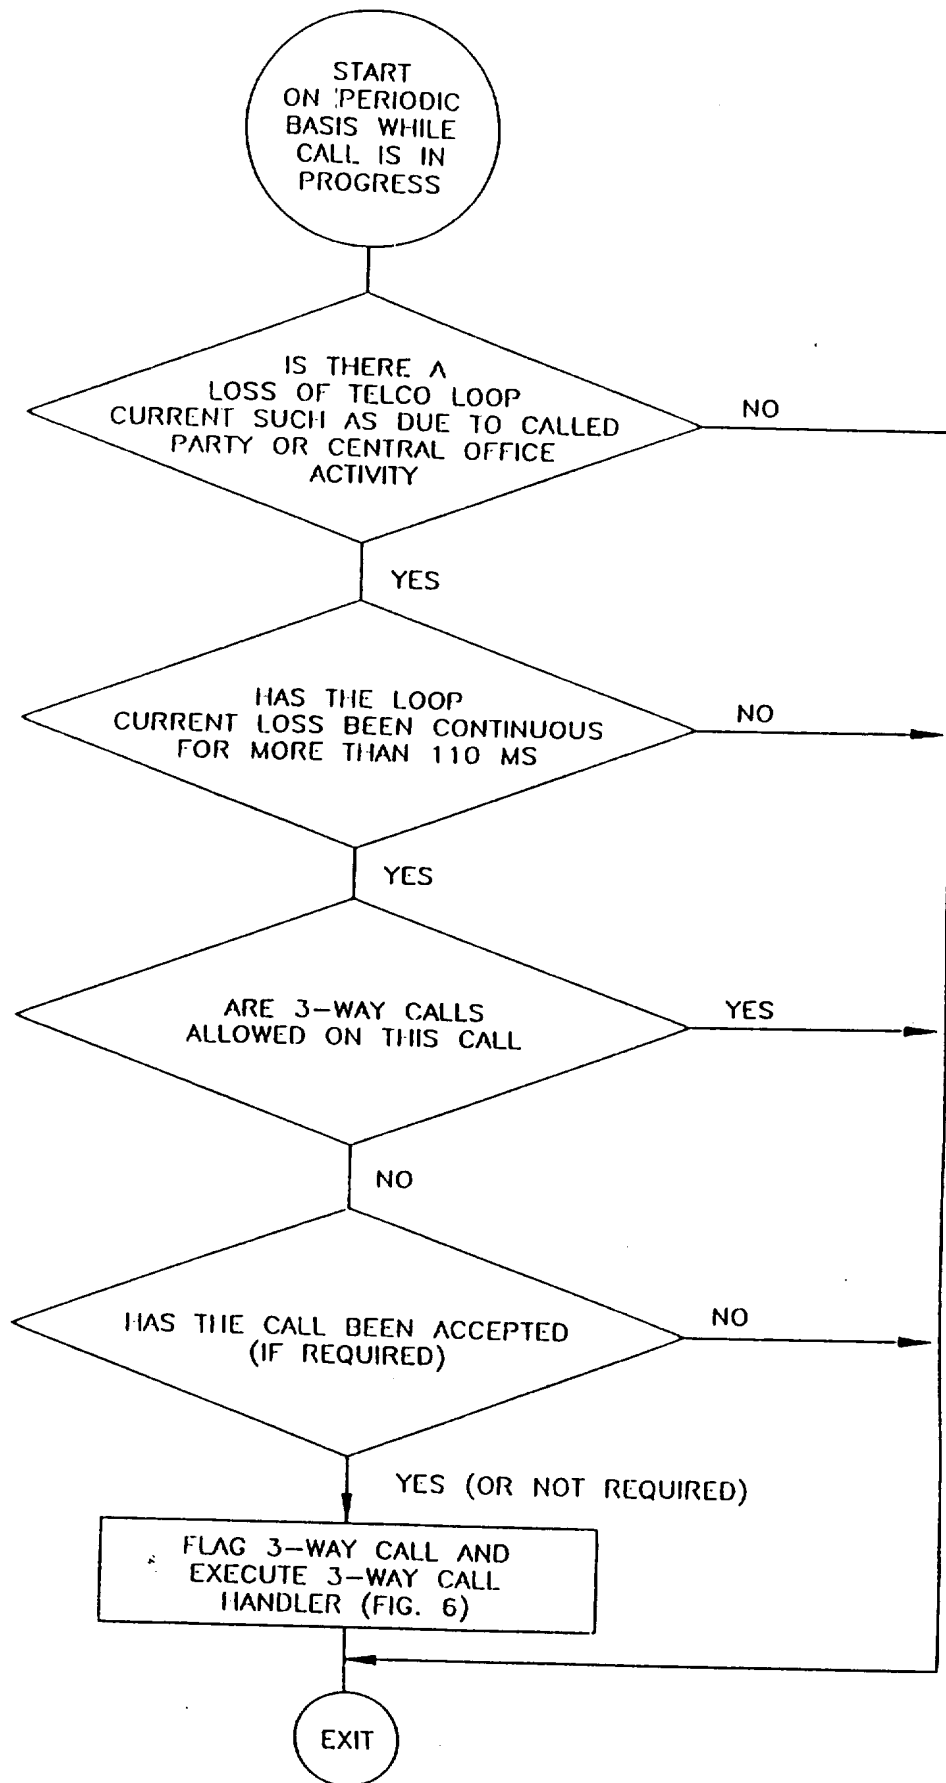 START
ON PERIODIC
BASIS WHILE
CALL IS IN
PROGRESS
IS THERE A
LOSS OF TELCO LOOP
CURRENT SUCH AS DUE TO CALLED
PARTY OR CENTRAL OFFICE
ACTIVITY
NO
YES
HAS THE LOOP
CURRENT LOSS BEEN CONTINUOUS
FOR MORE THAN 110 MS
NO
YES
ARE 3-WAY CALLS
ALLOWED ON THIS CALL
YES
NO
HAS THE CALL BEEN ACCEPTED
(IF REQUIRED)
NO
YES (OR NOT REQUIRED)
FLAG 3-WAY CALL AND
EXECUTE 3-WAY CALL
HANDLER (FIG. 6)
EXIT